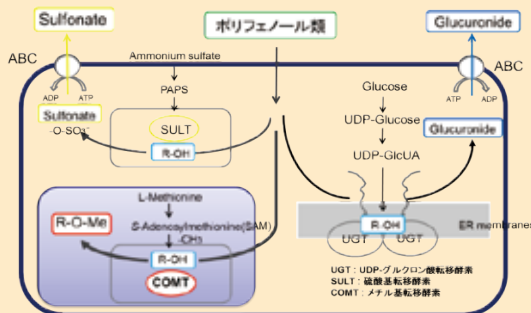 Sulfonate
ポリフェノール類
Glucuronide
ABC
Ammonium sulfate
ABC
ADP
ATP
PAPS
Glucose
ADP
ATP
Sulfonate
-O-SO3-
SULT
UDP-Glucose
Glucuronide
R-OH
UDP-GlcUA
L-Methionine
R-O-Me
S-Adenosylmethionine(SAM)
-CH3
R-OH
ER membrane
R-OH
UGT
UGT
COMT
UGT：UDP-グルクロン酸転移酵素
SULT：硫酸基転移酵素
COMT：メチル基転移酵素